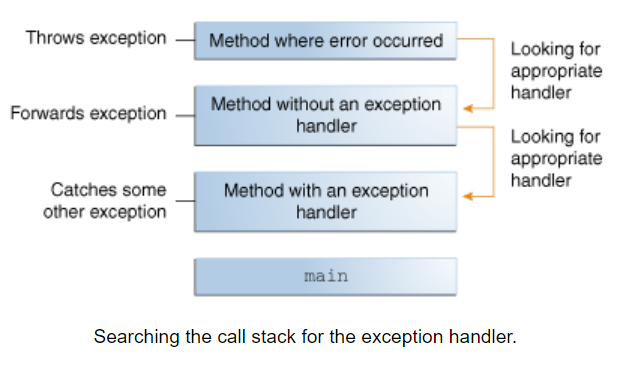 Throws exception
Method where error occurred
Looking for
appropriate
handler
Forwards exception
Method without an exception
handler
Looking for
appropriate
handler
Catches some
other exception
Method with an exception
handler
main
Searching the call stack for the exception handler.